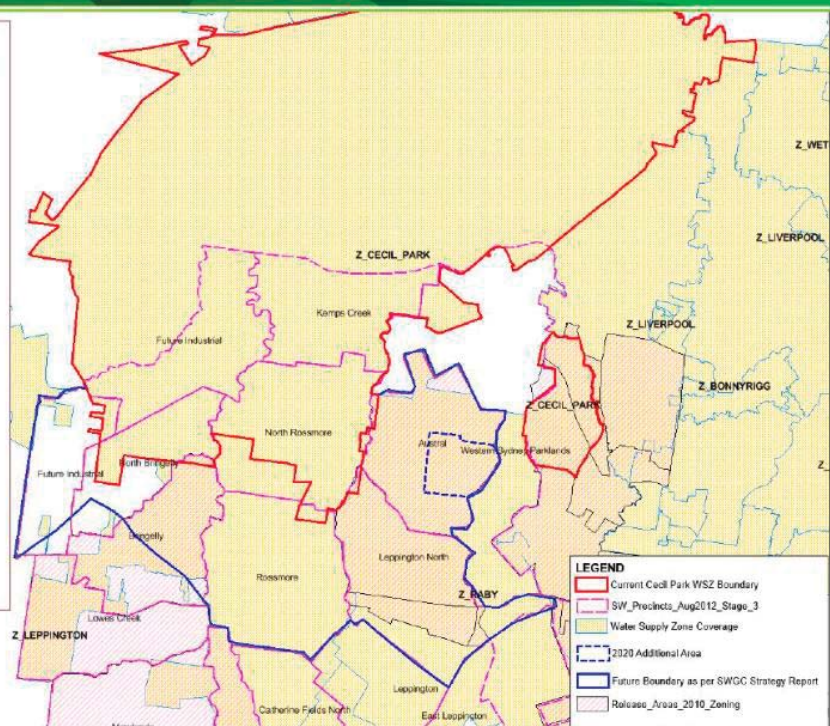 Z_WET
Z_LIVERPOOL
Z_CECIL_PARK
Kemps Creek
Z_LIVERPOOL
Future Industrial
Z_BONNYRIGG
Z_CECIL_PARK
North Rossmore
Austral
Western Sydney Parklands
Z_
North Bringelly
Future Industrial
Bringelly
Leppington North
LEGEND
Current Cecil Park WSZ Boundary
Rossmore
Z_RABY
SW_Precincts_Aug2012_Stage_3
Lowes Creek
Water Supply Zone Coverage
Z_LEPPINGTON
2020 Additional Area
Future Boundary as per SWGC Strategy Report
Leppington
Release_Areas_2010_Zoning
Catherine Fields North
East Leppington